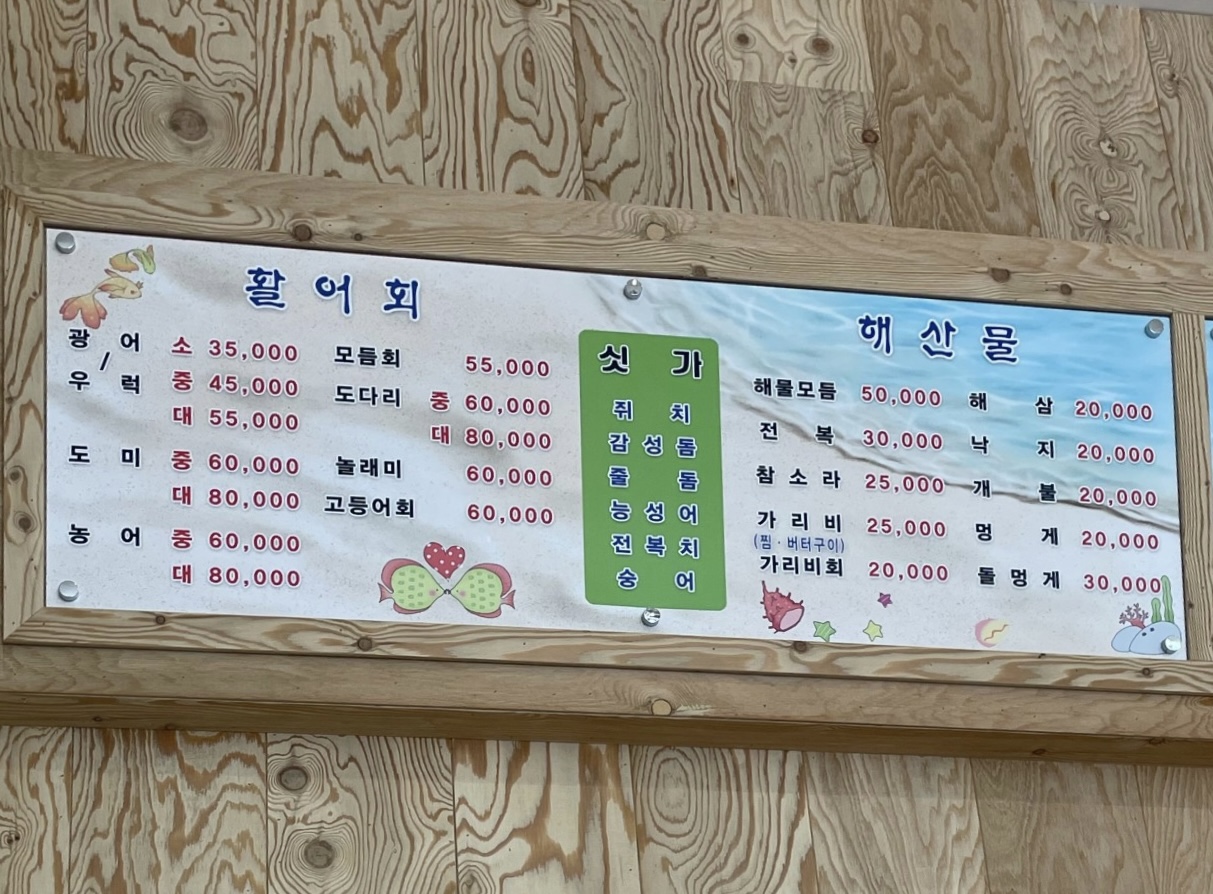 활어회
광어 / 우럭 소 35,000
중 45,000
대 55,000
도미 중 60,000
대 80,000
농어 중 60,000
대 80,000
모듬회 55,000
도다리 중 60,000
대 80,000
놀래미 60,000
고등어회 60,000
싯가
쥐치
감성돔
줄돔
능성어
전복치
숭어
해산물
해물모듬 50,000
전복 30,000
참소라 25,000
가리비 25,000
(찜·버터구이)
가리비회 20,000
해삼 20,000
낙지 20,000
개불 20,000
멍게 20,000
돌멍게 30,000